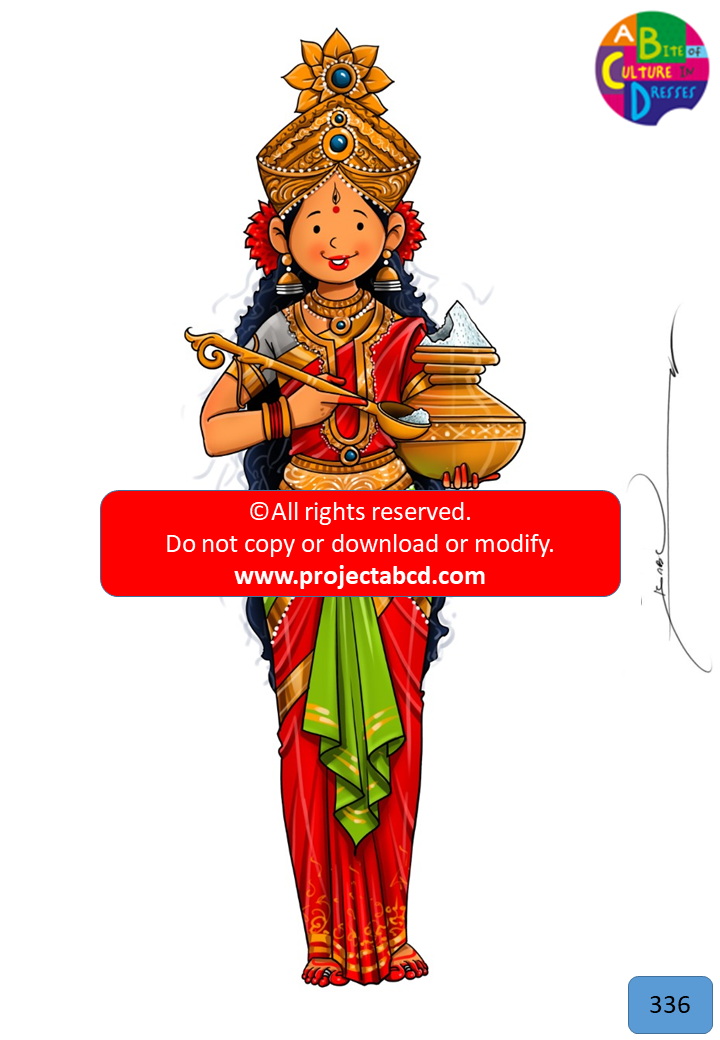 A
BITE OF
CULTURE IN
DRESSES
©All rights reserved.
Do not copy or download or modify.
www.projectabcd.com
336